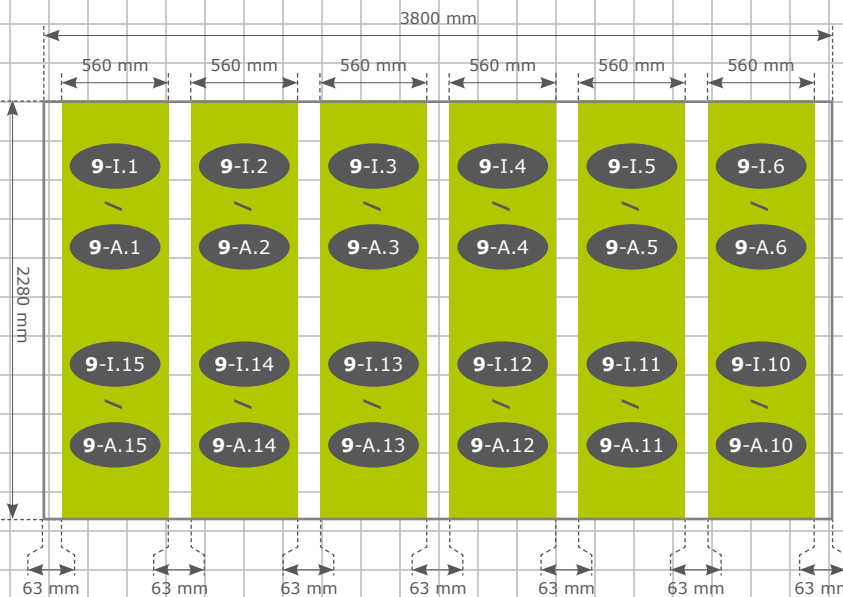 3800 mm
560 mm 560 mm 560 mm 560 mm 560 mm 560 mm
9-I.1 9-I.2 9-I.3 9-I.4 9-I.5 9-I.6
/ / / / / /
9-A.1 9-A.2 9-A.3 9-A.4 9-A.5 9-A.6
2280 mm
9-I.15 9-I.14 9-I.13 9-I.12 9-I.11 9-I.10
/ / / / / /
9-A.15 9-A.14 9-A.13 9-A.12 9-A.11 9-A.10
63 mm 63 mm 63 mm 63 mm 63 mm 63 mm 63 mm